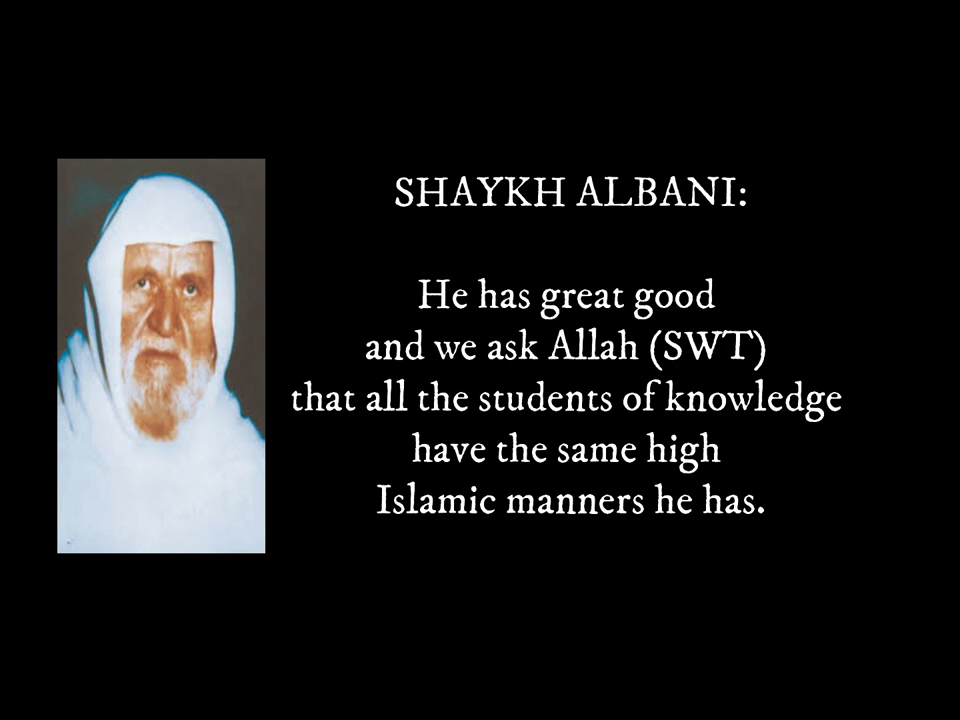 SHAYKH ALBANI:
He has great good
and we ask Allah (SWT)
that all the students of knowledge
have the same high
Islamic manners he has.